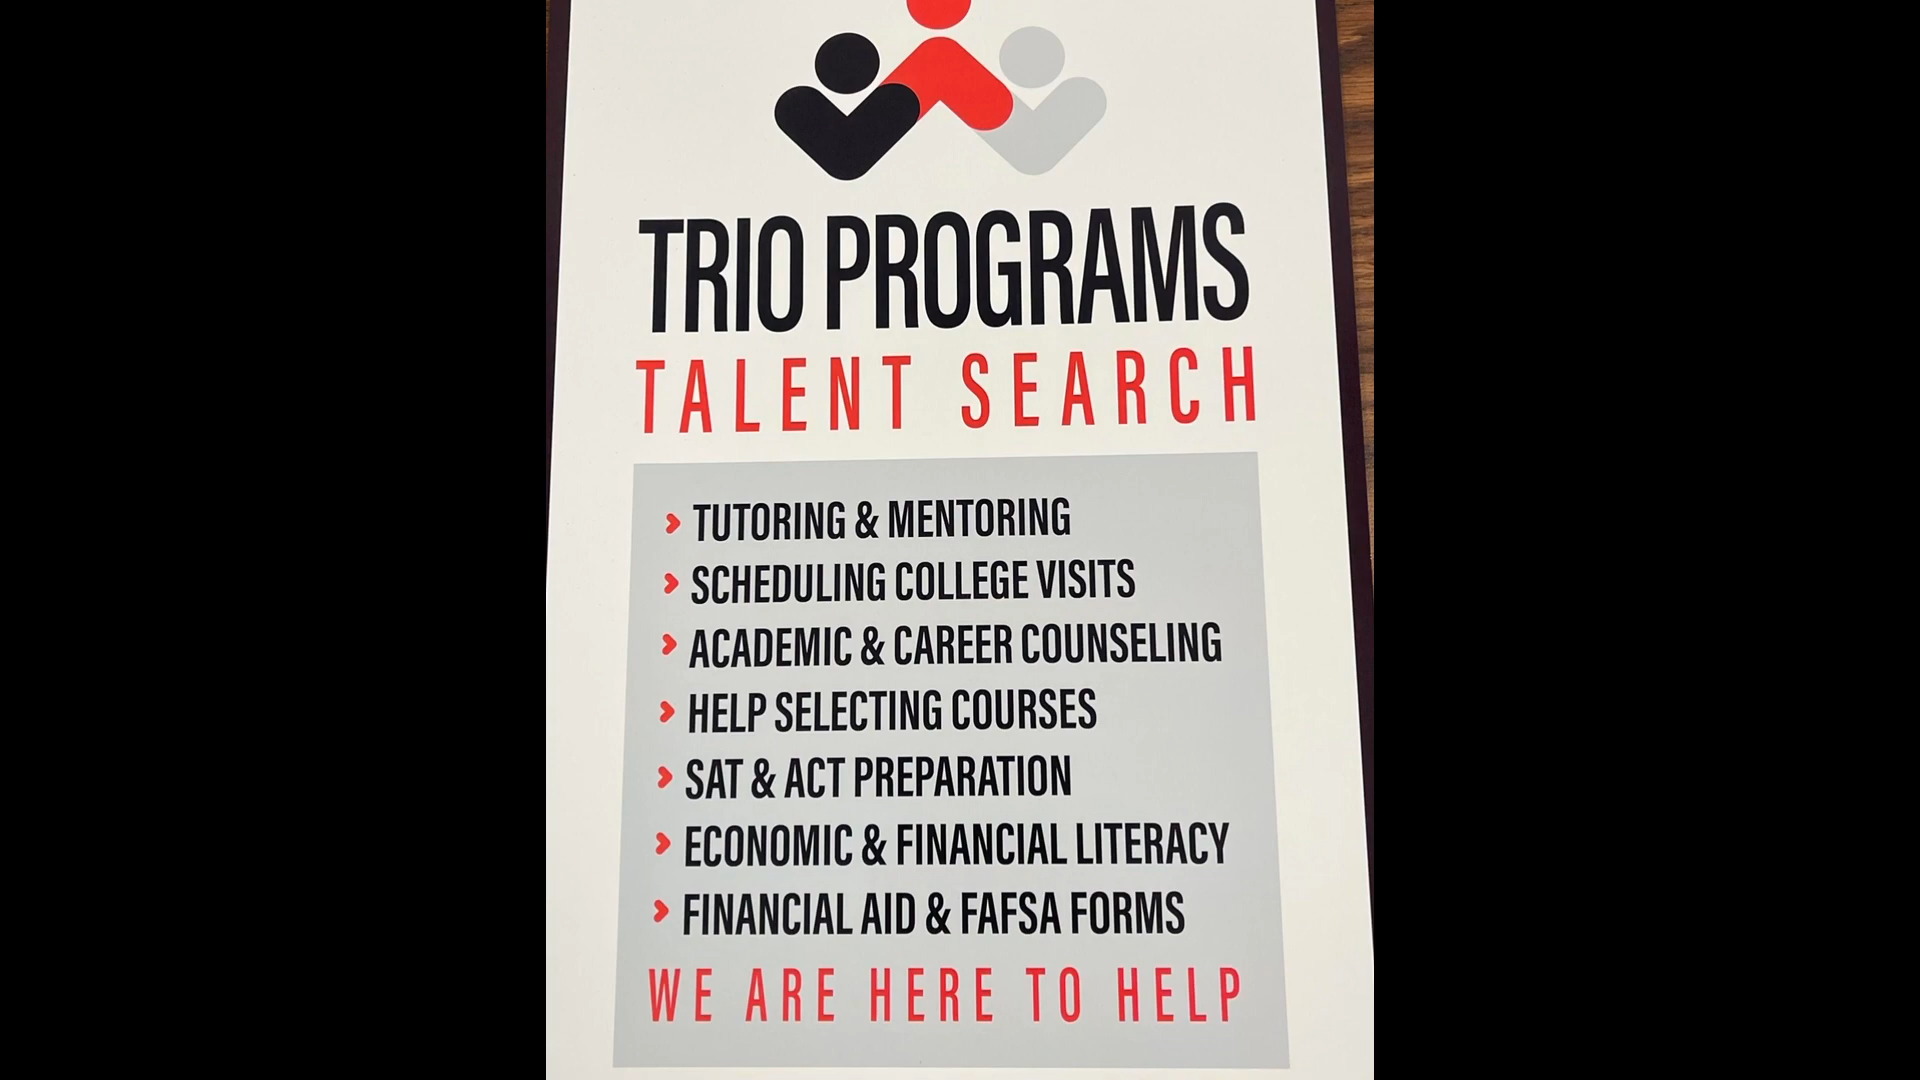 TRIO PROGRAMS
TALENT SEARCH
TUTORING & MENTORING
SCHEDULING COLLEGE VISITS
ACADEMIC & CAREER COUNSELING
HELP SELECTING COURSES
SAT & ACT PREPARATION
ECONOMIC & FINANCIAL LITERACY
FINANCIAL AID & FAFSA FORMS
WE ARE HERE TO HELP